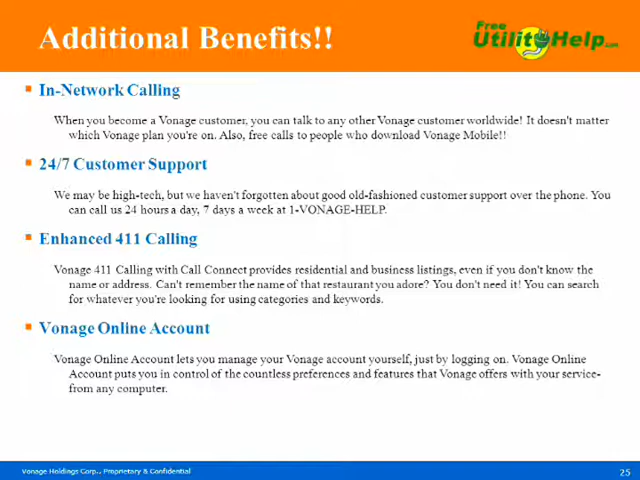 Additional Benefits!!
Free
UtilityHelp.com
In-Network Calling
When you become a Vonage customer, you can talk to any other Vonage customer worldwide! It doesn't matter
which Vonage plan you're on. Also, free calls to people who download Vonage Mobile!!
24/7 Customer Support
We may be high-tech, but we haven't forgotten about good old-fashioned customer support over the phone. You
can call us 24 hours a day, 7 days a week at 1-VONAGE-HELP.
Enhanced 411 Calling
Vonage 411 Calling with Call Connect provides residential and business listings, even if you don't know the
name or address. Can't remember the name of that restaurant you adore? You don't need it! You can search
for whatever you're looking for using categories and keywords.
Vonage Online Account
Vonage Online Account lets you manage your Vonage account yourself, just by logging on. Vonage Online
Account puts you in control of the countless preferences and features that Vonage offers with your service-
from any computer.
Vonage Holdings Corp., Proprietary & Confidential
25